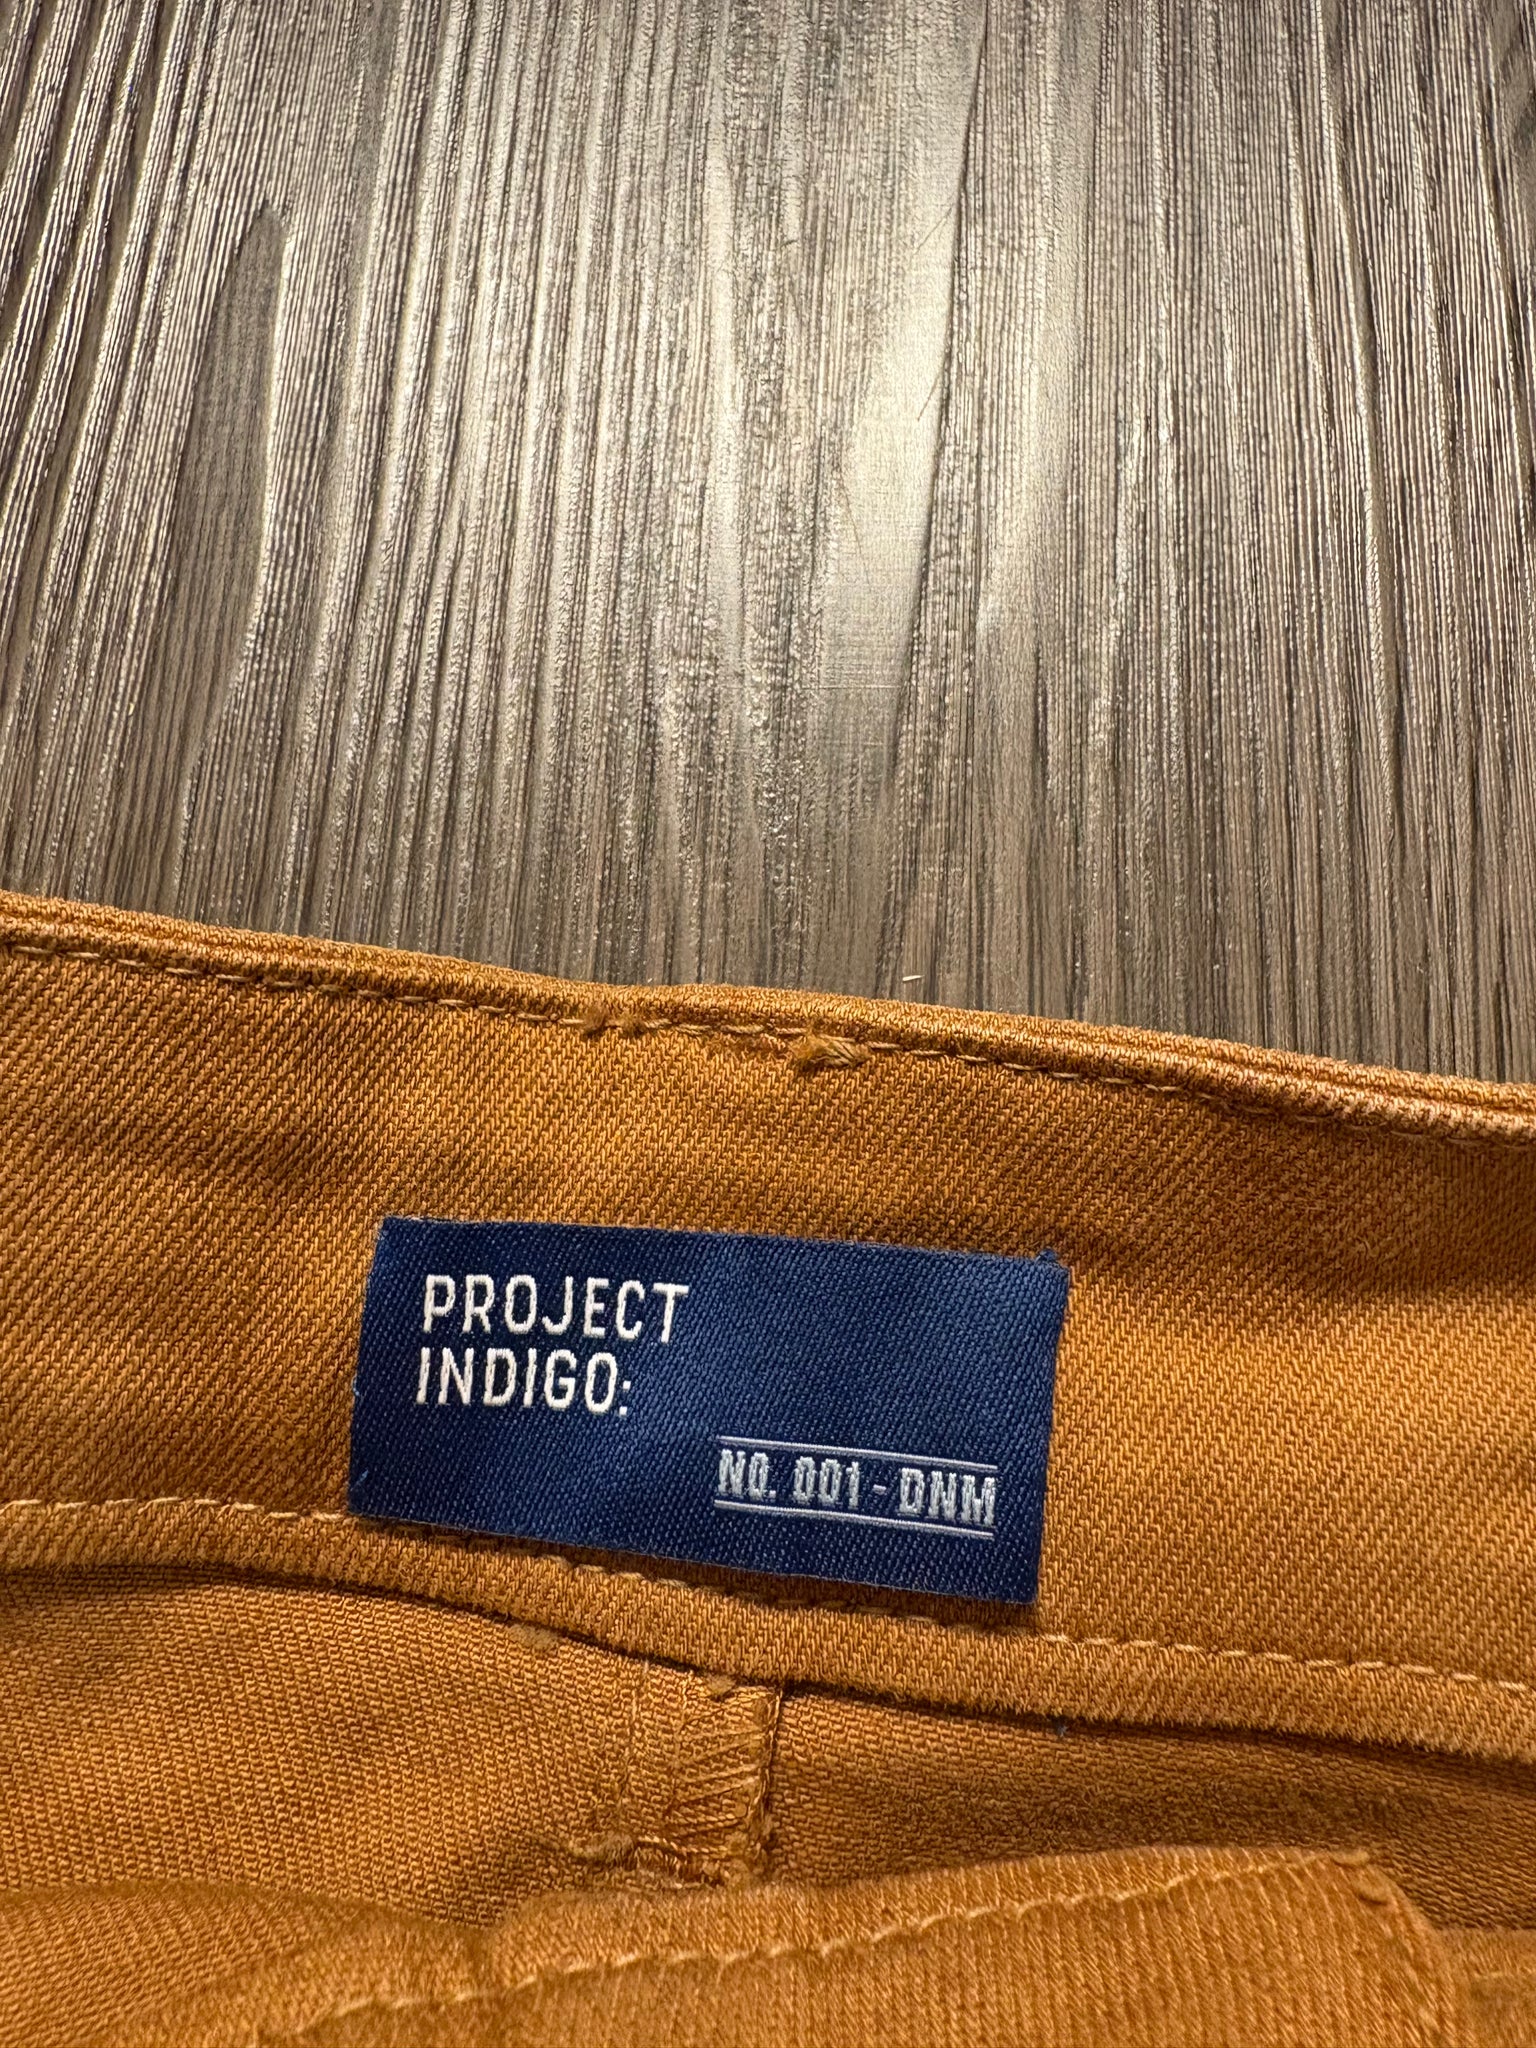 PROJECT
INDIGO:
NO. 001 - DNM